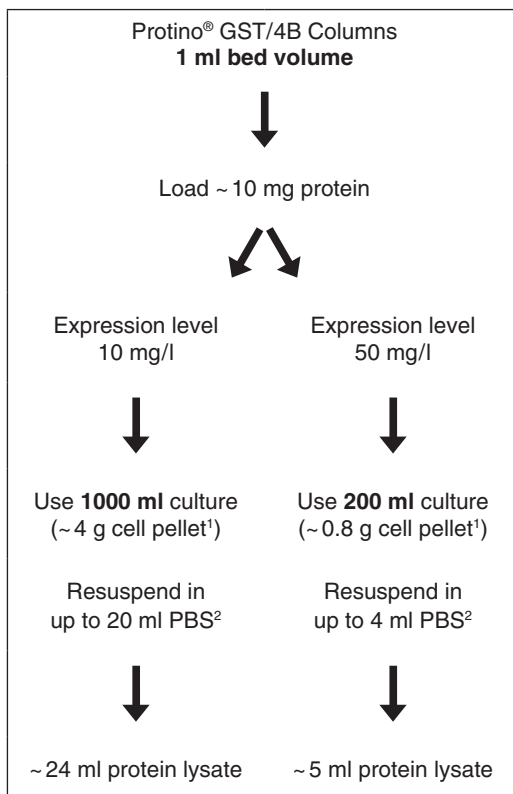 Protino® GST/4B Columns
1 ml bed volume
Load ~10 mg protein
Expression level
10 mg/l
Expression level
50 mg/l
Use 1000 ml culture
(~4 g cell pellet¹)
Use 200 ml culture
(~0.8 g cell pellet¹)
Resuspend in
up to 20 ml PBS²
Resuspend in
up to 4 ml PBS²
~24 ml protein lysate
~5 ml protein lysate